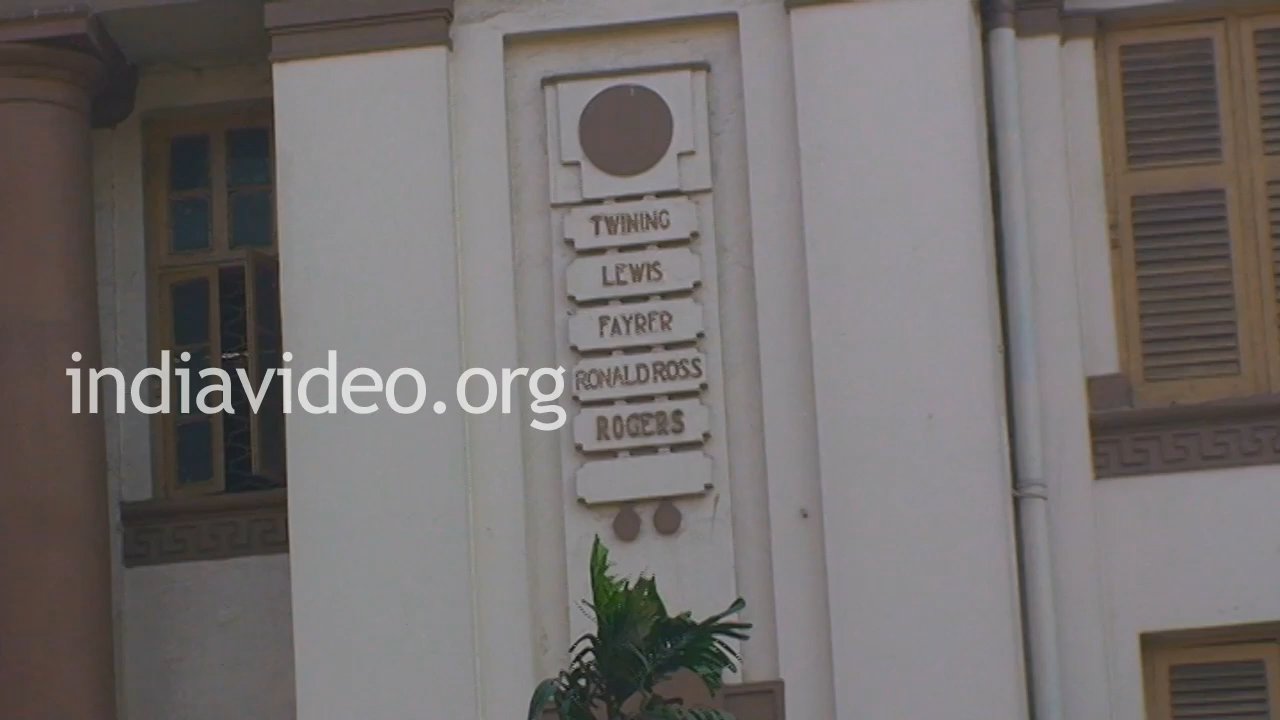 TWINING
LEWIS
FAYRER
RONALD ROSS
ROGERS
indiavideo.org